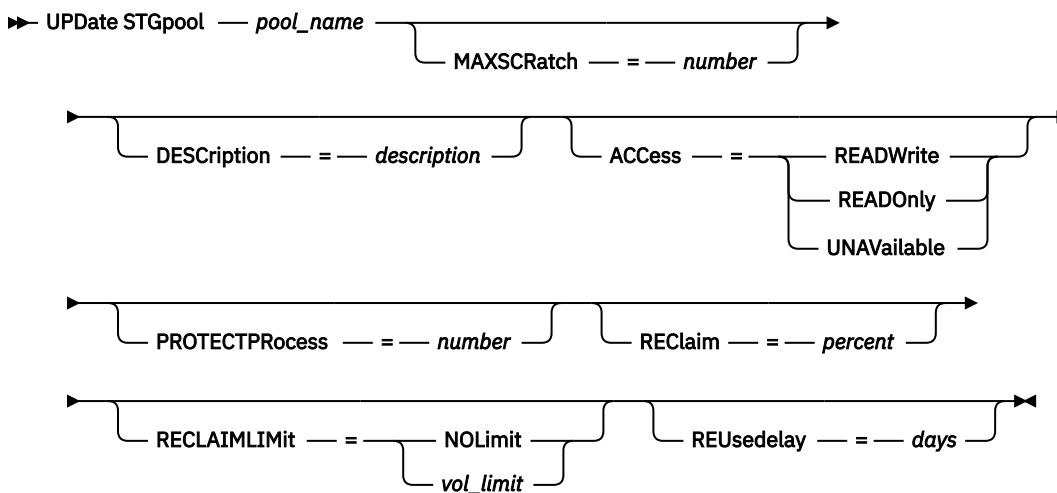 UPDate STGpool pool_name
MAXSCRatch = number
DESCription = description ACCess = READWrite
READOnly
UNAVailable
PROTECTPRocess = number REClaim = percent
RECLAIMLIMit = NOLimit REUsedelay = days
vol_limit